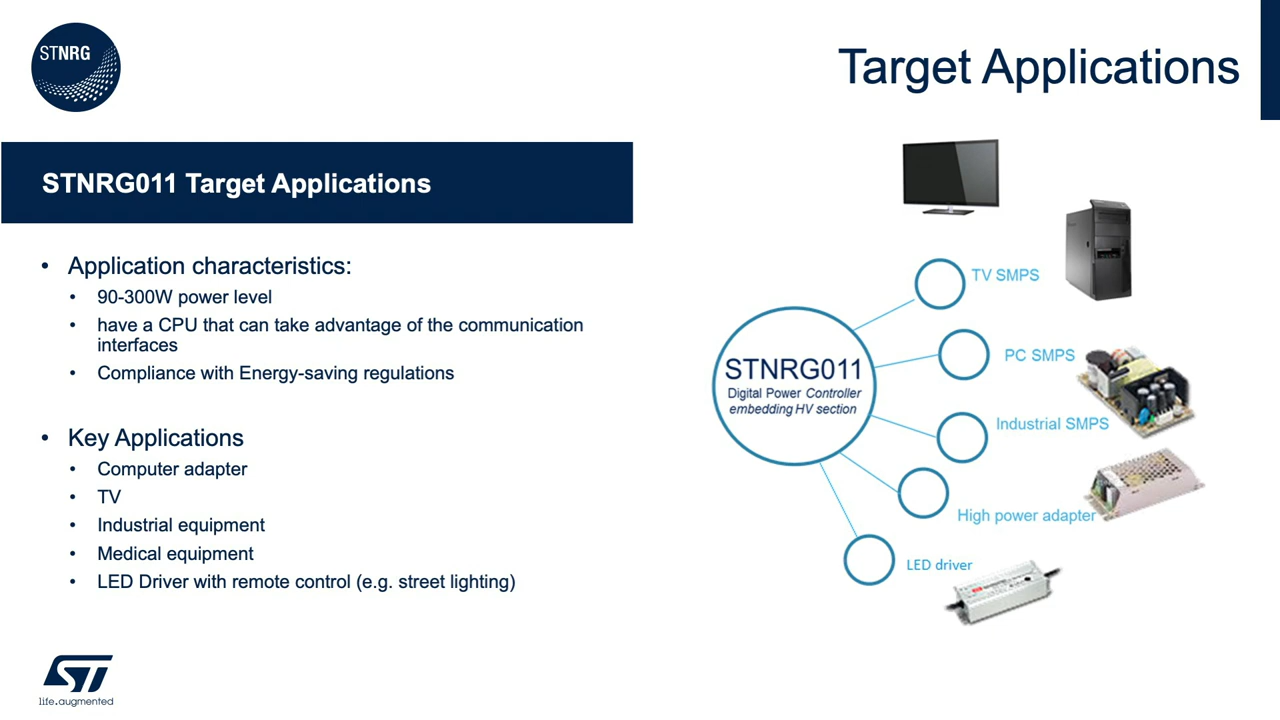 STNRG
Target Applications
STNRG011 Target Applications
• Application characteristics:
• 90-300W power level
• have a CPU that can take advantage of the communication
interfaces
• Compliance with Energy-saving regulations
• Key Applications
• Computer adapter
• TV
• Industrial equipment
• Medical equipment
• LED Driver with remote control (e.g. street lighting)
STNRG011
Digital Power Controller
embedding HV section
TV SMPS
PC SMPS
Industrial SMPS
High power adapter
LED driver
ST
life.augmented